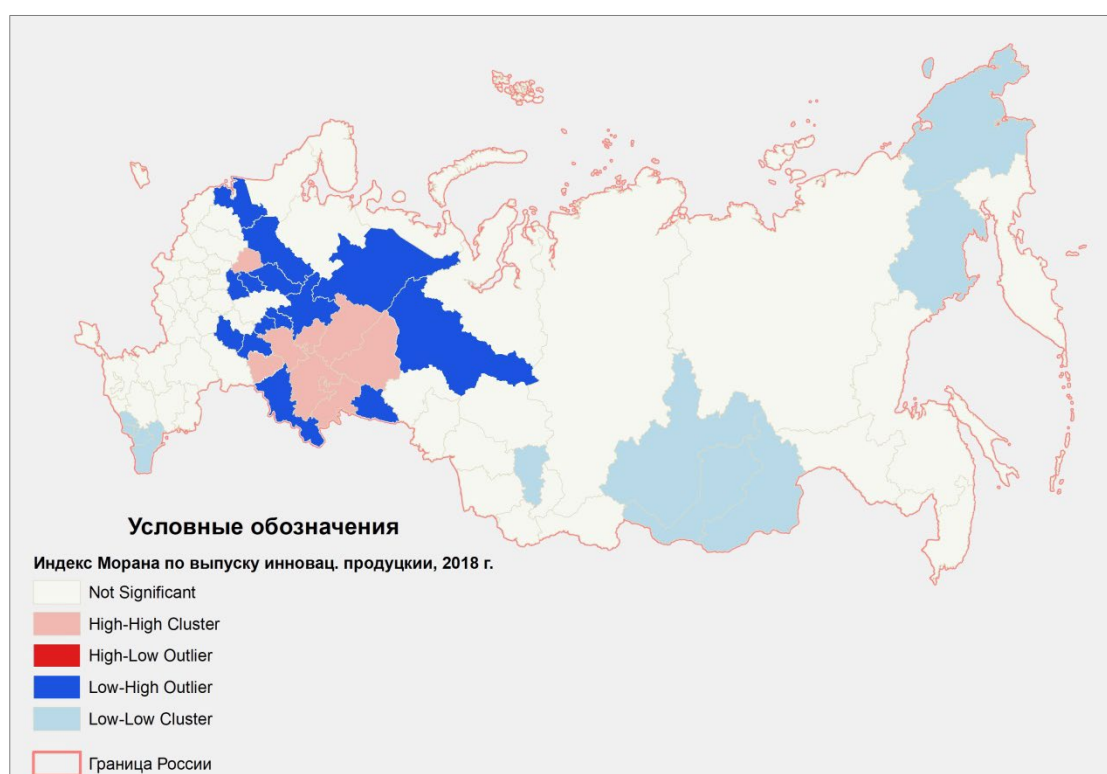 Условные обозначения
Индекс Морана по выпуску инновац. продуцкии, 2018 г.
Not Significant
High-High Cluster
High-Low Outlier
Low-High Outlier
Low-Low Cluster
Граница России